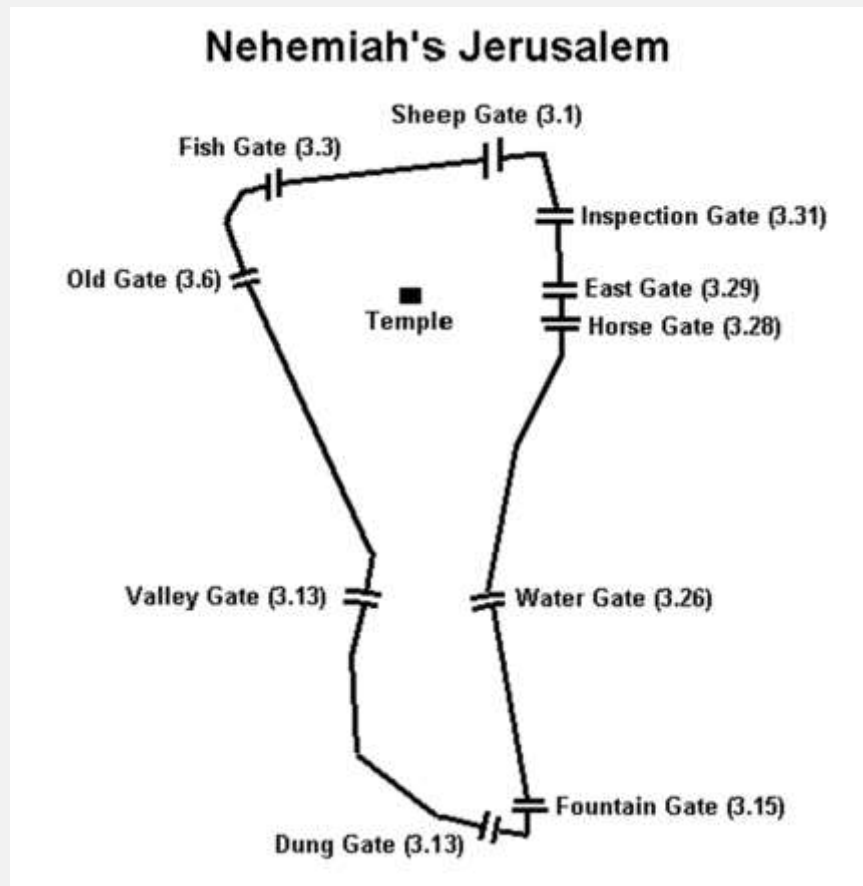 Nehemiah's Jerusalem
Sheep Gate (3.1)
Fish Gate (3.3)
Inspection Gate (3.31)
Old Gate (3.6)
East Gate (3.29)
Temple
Horse Gate (3.28)
Valley Gate (3.13)
Water Gate (3.26)
Fountain Gate (3.15)
Dung Gate (3.13)